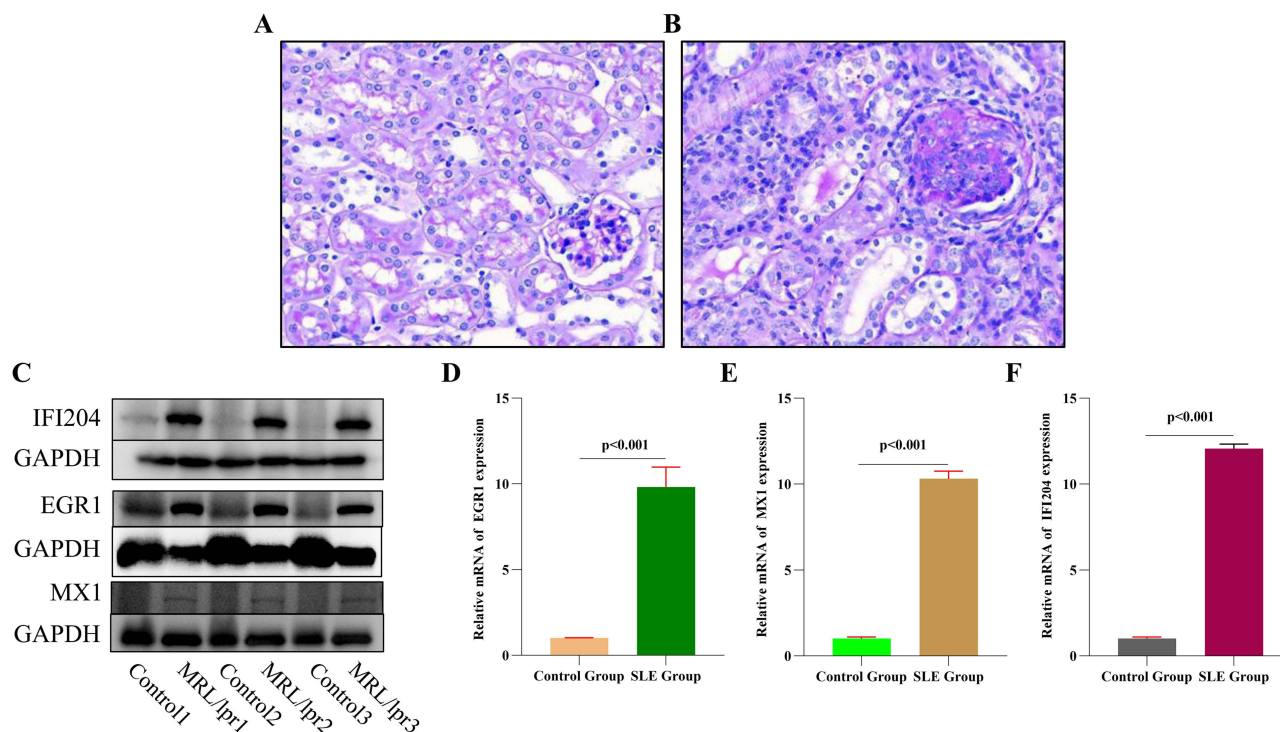 A
B
C
IFI204
GAPDH
EGR1
GAPDH
MX1
GAPDH
Control1
MRL/lpr1
Control2
MRL/lpr2
Control3
MRL/lpr3
D
Relative mRNA of EGR1 expression
15
10
5
0
p<0.001
Control Group
SLE Group
E
Relative mRNA of MX1 expression
15
10
5
0
p<0.001
Control Group
SLE Group
F
Relative mRNA of IFI204 expression
15
10
5
0
p<0.001
Control Group
SLE Group